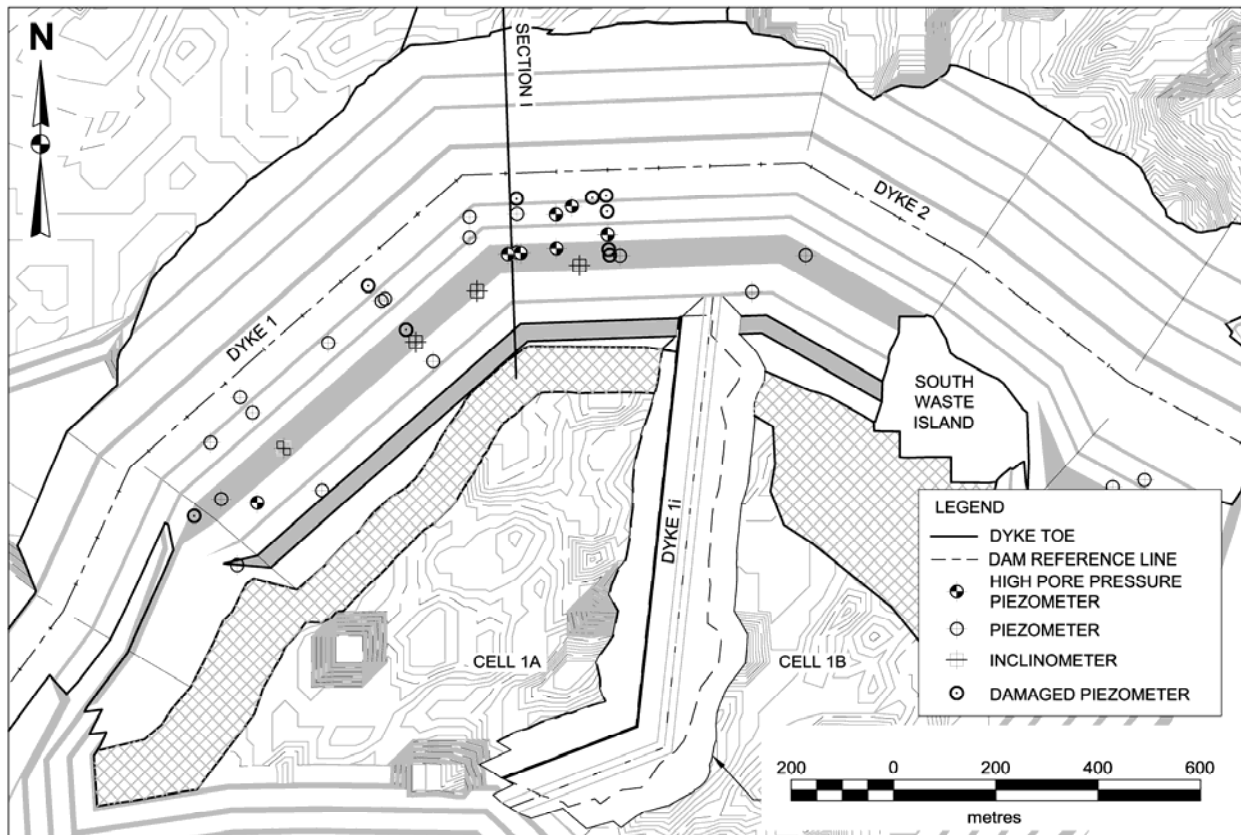 N
SECTION I
DYKE 2
DYKE 1
SOUTH
WASTE
ISLAND
DYKE 1i
CELL 1A
CELL 1B
LEGEND
DYKE TOE
DAM REFERENCE LINE
HIGH PORE PRESSURE
PIEZOMETER
PIEZOMETER
INCLINOMETER
DAMAGED PIEZOMETER
200 0 200 400 600
metres